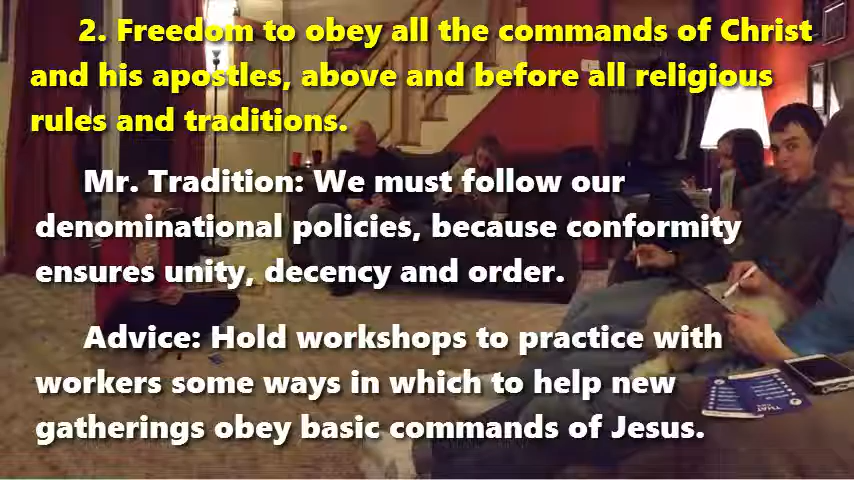 2. Freedom to obey all the commands of Christ
and his apostles, above and before all religious
rules and traditions.
Mr. Tradition: We must follow our
denominational policies, because conformity
ensures unity, decency and order.
Advice: Hold workshops to practice with
workers some ways in which to help new
gatherings obey basic commands of Jesus.